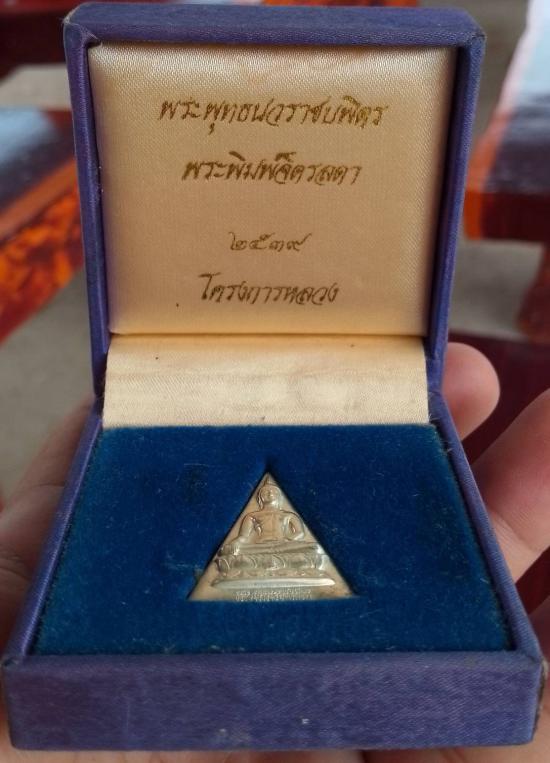 พระพุทธนวราชบพิตร
พระพิมพ์จิตรลดา
๒๕๓๙
โครงการหลวง